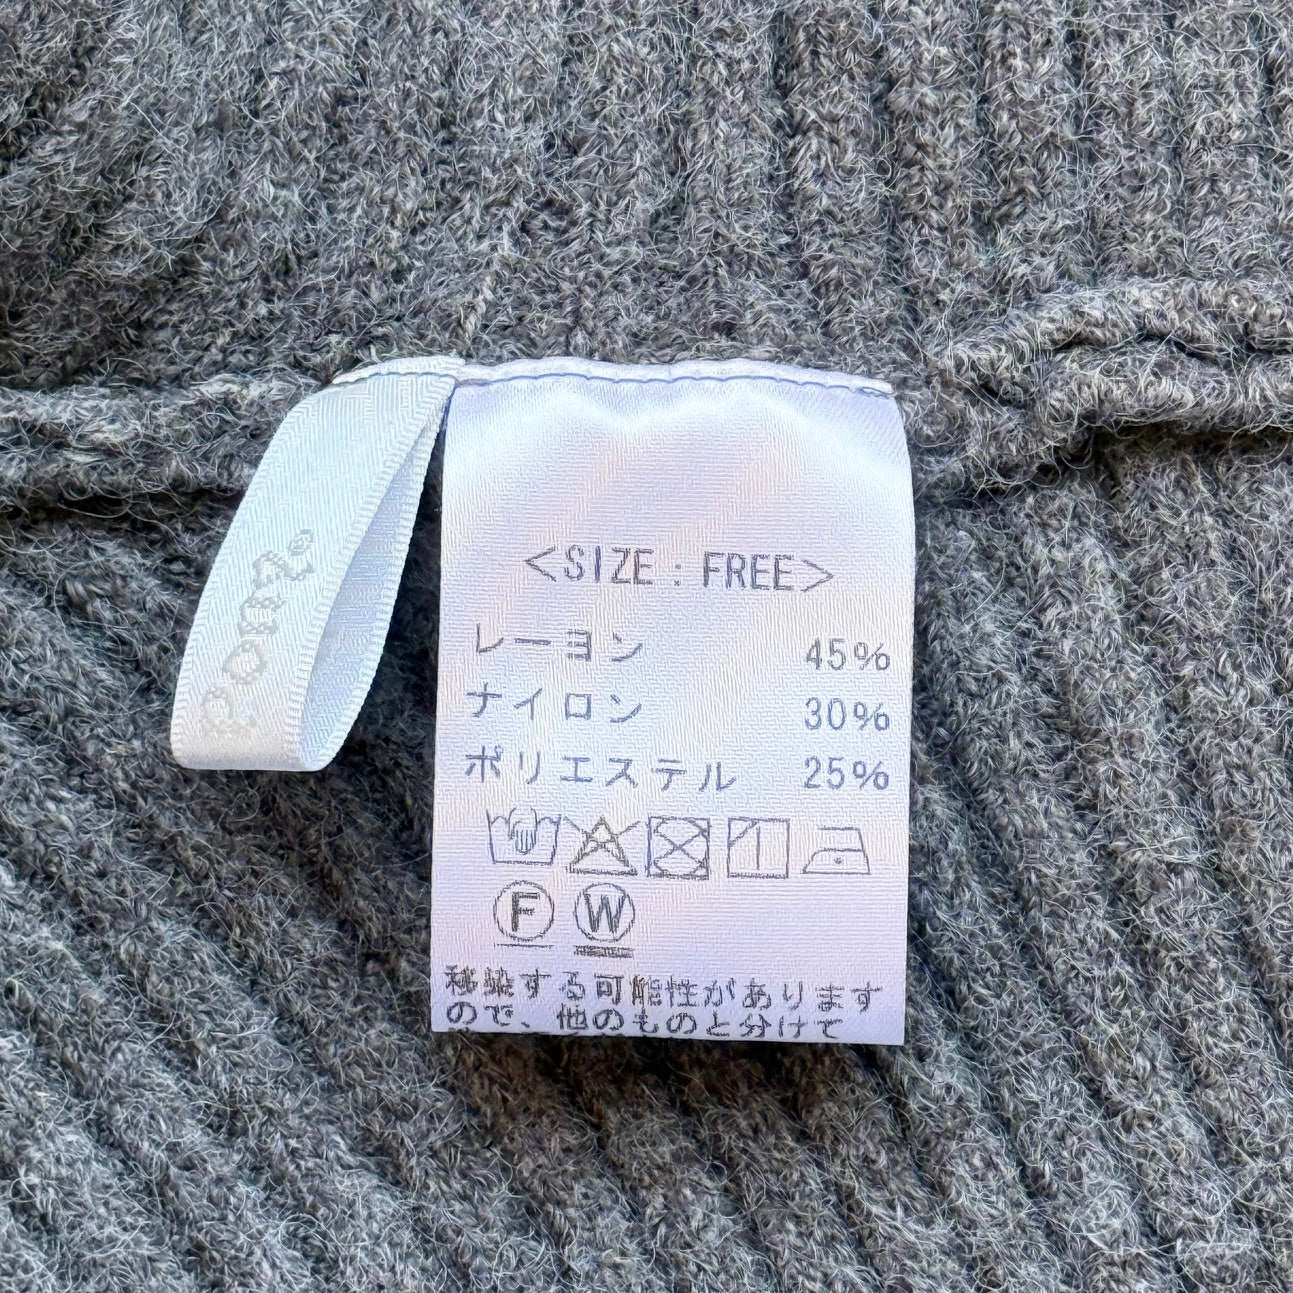 <SIZE : FREE>
レーヨン 45%
ナイロン 30%
ポリエステル 25%
F W
移染する可能性があります
ので、他のものと分けて